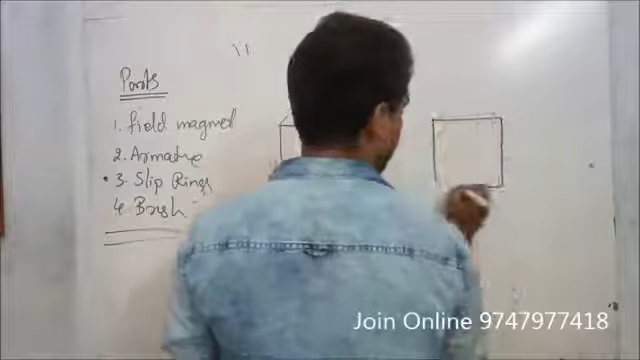 Parts
1. field magnet
2. Armature
3. Slip Rings
4. Brush
Join Online 9747977418